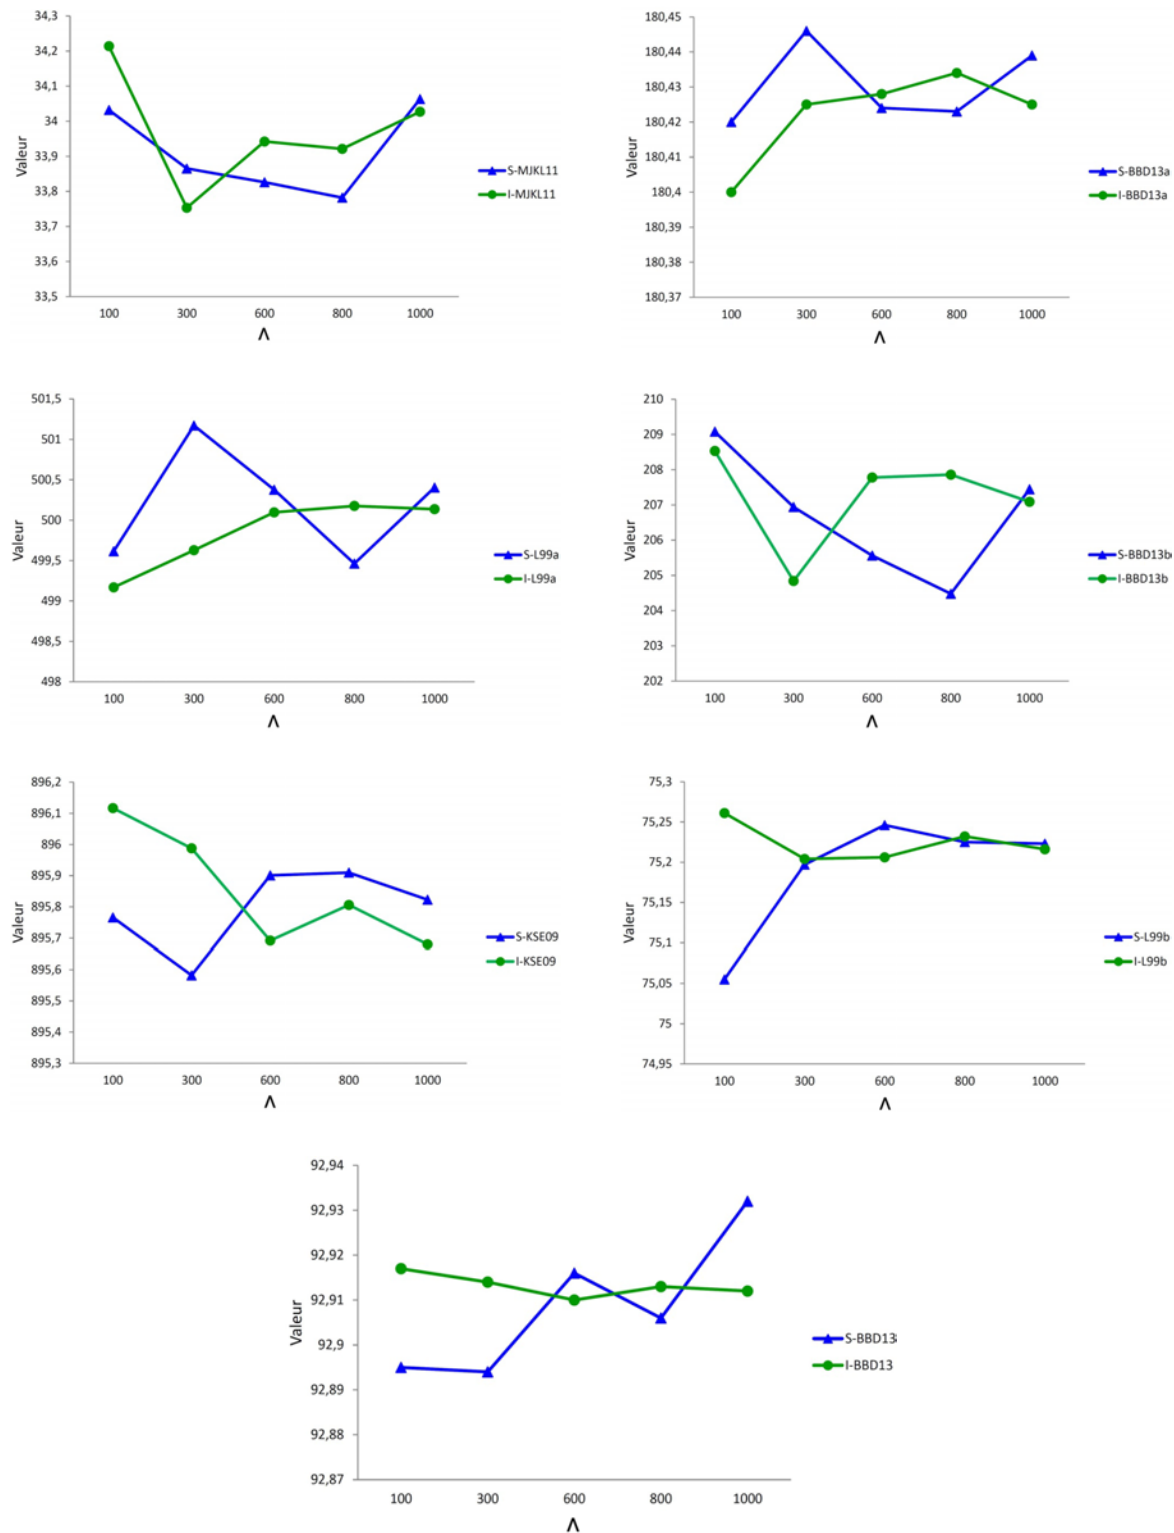 34,3
34,2
34,1
34
33,9
33,8
33,7
33,6
33,5
Valeur
100 300 600 800 1000
Λ
S-MJKL11
I-MJKL11
180,45
180,44
180,43
180,42
180,41
180,4
180,39
180,38
180,37
Valeur
100 300 600 800 1000
Λ
S-BBD13a
I-BBD13a
501,5
501
500,5
500
499,5
499
498,5
498
Valeur
100 300 600 800 1000
Λ
S-L99a
I-L99a
210
209
208
207
206
205
204
203
202
Valeur
100 300 600 800 1000
Λ
S-BBD13b
I-BBD13b
896,2
896,1
896
895,9
895,8
895,7
895,6
895,5
895,4
895,3
Valeur
100 300 600 800 1000
Λ
S-KSE09
I-KSE09
75,3
75,25
75,2
75,15
75,1
75,05
75
74,95
Valeur
100 300 600 800 1000
Λ
S-L99b
I-L99b
92,94
92,93
92,92
92,91
92,9
92,89
92,88
92,87
Valeur
100 300 600 800 1000
Λ
S-BBD13
I-BBD13